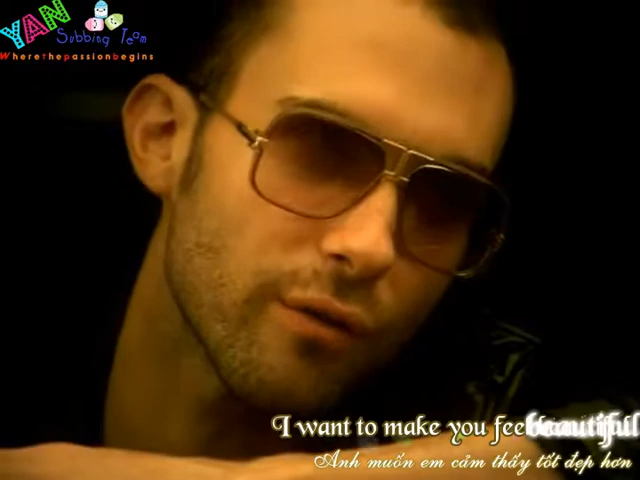 YAN
Subbing Team
Wherethepassionbegins
I want to make you feel beautiful
Anh muốn em cảm thấy tốt đẹp hơn